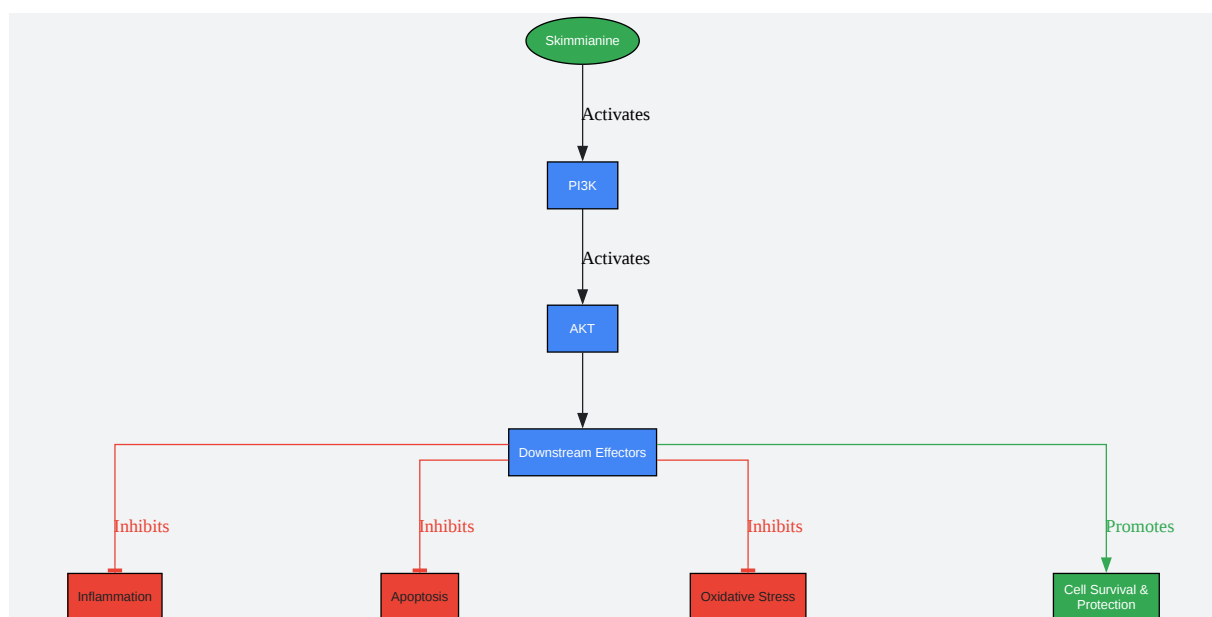 Skimmianine
Activates
PI3K
Activates
AKT
Downstream Effectors
Inhibits
Inhibits
Inhibits
Promotes
Inflammation
Apoptosis
Oxidative Stress
Cell Survival &
Protection